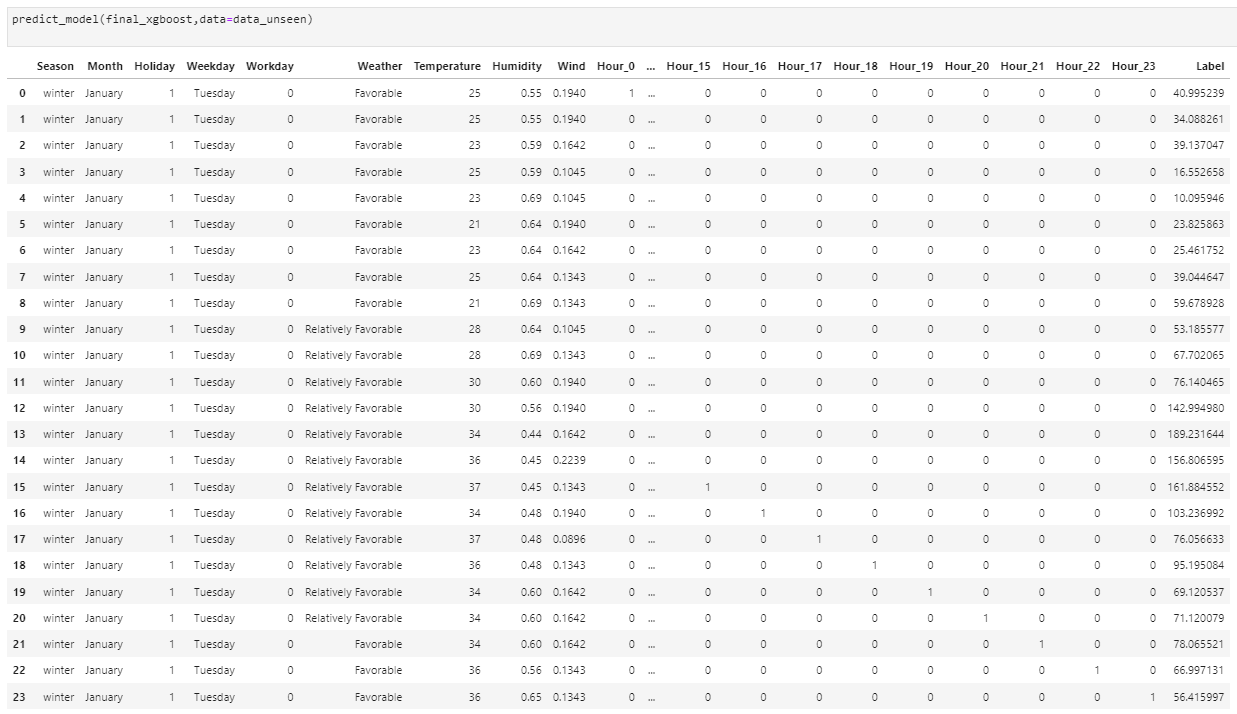 predict_model(final_xgboost,data=data_unseen)
Season Month Holiday Weekday Workday Weather Temperature Humidity Wind Hour_0 ... Hour_15 Hour_16 Hour_17 Hour_18 Hour_19 Hour_20 Hour_21 Hour_22 Hour_23 Label
0 winter January 1 Tuesday 0 Favorable 25 0.55 0.1940 1 ... 0 0 0 0 0 0 0 0 0 40.995239
1 winter January 1 Tuesday 0 Favorable 25 0.55 0.1940 0 ... 0 0 0 0 0 0 0 0 0 34.088261
2 winter January 1 Tuesday 0 Favorable 23 0.59 0.1642 0 ... 0 0 0 0 0 0 0 0 0 39.137047
3 winter January 1 Tuesday 0 Favorable 25 0.59 0.1045 0 ... 0 0 0 0 0 0 0 0 0 16.552658
4 winter January 1 Tuesday 0 Favorable 23 0.69 0.1045 0 ... 0 0 0 0 0 0 0 0 0 10.095946
5 winter January 1 Tuesday 0 Favorable 21 0.64 0.1940 0 ... 0 0 0 0 0 0 0 0 0 23.825863
6 winter January 1 Tuesday 0 Favorable 23 0.64 0.1642 0 ... 0 0 0 0 0 0 0 0 0 25.461752
7 winter January 1 Tuesday 0 Favorable 25 0.64 0.1343 0 ... 0 0 0 0 0 0 0 0 0 39.044647
8 winter January 1 Tuesday 0 Favorable 21 0.69 0.1343 0 ... 0 0 0 0 0 0 0 0 0 59.678928
9 winter January 1 Tuesday 0 Relatively Favorable 28 0.64 0.1045 0 ... 0 0 0 0 0 0 0 0 0 53.185577
10 winter January 1 Tuesday 0 Relatively Favorable 28 0.69 0.1343 0 ... 0 0 0 0 0 0 0 0 0 67.702065
11 winter January 1 Tuesday 0 Relatively Favorable 30 0.60 0.1940 0 ... 0 0 0 0 0 0 0 0 0 76.140465
12 winter January 1 Tuesday 0 Relatively Favorable 30 0.56 0.1940 0 ... 0 0 0 0 0 0 0 0 0 142.994980
13 winter January 1 Tuesday 0 Relatively Favorable 34 0.44 0.1642 0 ... 0 0 0 0 0 0 0 0 0 189.231644
14 winter January 1 Tuesday 0 Relatively Favorable 36 0.45 0.2239 0 ... 0 0 0 0 0 0 0 0 0 156.806595
15 winter January 1 Tuesday 0 Relatively Favorable 37 0.45 0.1343 0 ... 1 0 0 0 0 0 0 0 0 161.884552
16 winter January 1 Tuesday 0 Relatively Favorable 34 0.48 0.1940 0 ... 0 1 0 0 0 0 0 0 0 103.236992
17 winter January 1 Tuesday 0 Relatively Favorable 37 0.48 0.0896 0 ... 0 0 1 0 0 0 0 0 0 76.056633
18 winter January 1 Tuesday 0 Relatively Favorable 36 0.48 0.1343 0 ... 0 0 0 1 0 0 0 0 0 95.195084
19 winter January 1 Tuesday 0 Relatively Favorable 34 0.60 0.1642 0 ... 0 0 0 0 1 0 0 0 0 69.120537
20 winter January 1 Tuesday 0 Relatively Favorable 34 0.60 0.1642 0 ... 0 0 0 0 0 1 0 0 0 71.120079
21 winter January 1 Tuesday 0 Favorable 34 0.60 0.1642 0 ... 0 0 0 0 0 0 1 0 0 78.065521
22 winter January 1 Tuesday 0 Favorable 36 0.56 0.1343 0 ... 0 0 0 0 0 0 0 1 0 66.997131
23 winter January 1 Tuesday 0 Favorable 36 0.65 0.1343 0 ... 0 0 0 0 0 0 0 0 1 56.415997